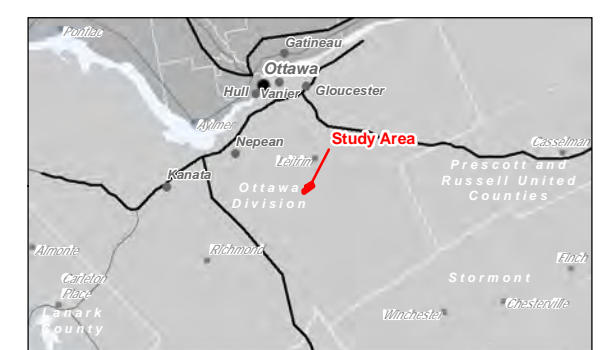 Pontiac
Gatineau
Ottawa
Hull
Vanier
Gloucester
Aylmer
Study Area
Nepean
Casselman
Leitrim
Prescott and
Russell United
Counties
Kanata
Ottawa
Division
Almonte
Richmond
Finch
Carleton
Place
Stormont
Chesterville
Lanark
County
Winchester